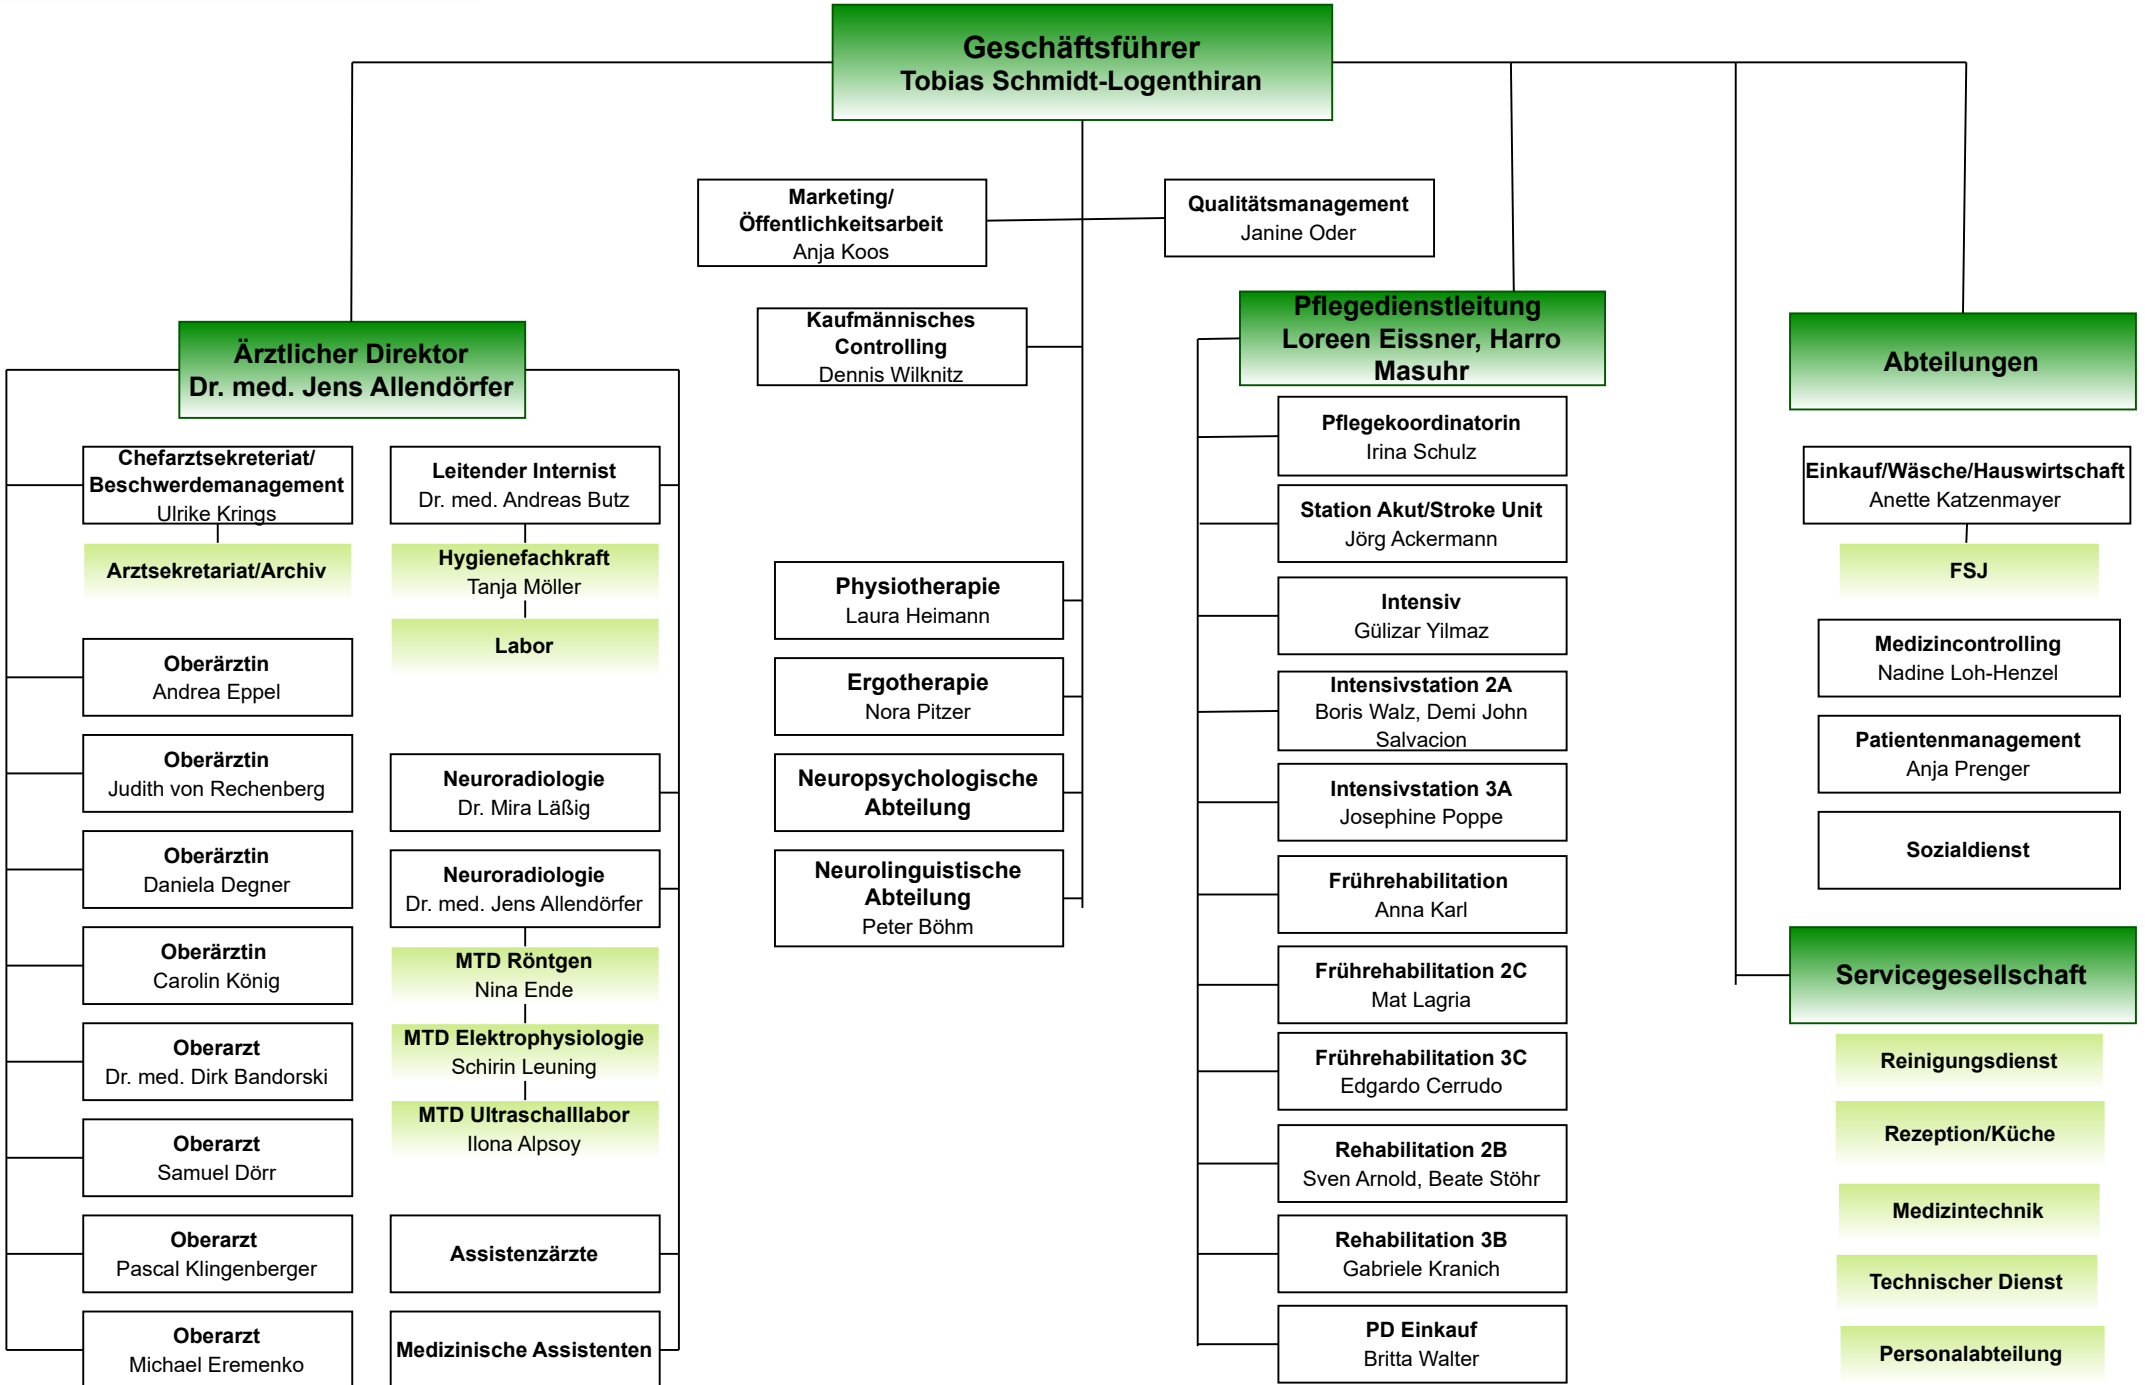 Geschäftsführer
Tobias Schmidt-Logenthiran
Marketing/
Öffentlichkeitsarbeit
Anja Koos
Qualitätsmanagement
Janine Oder
Kaufmännisches
Controlling
Dennis Wilknitz
Ärztlicher Direktor
Dr. med. Jens Allendörfer
Chefarztsekreteriat/
Beschwerdemanagement
Ulrike Krings
Arztsekretariat/Archiv
Oberärztin
Andrea Eppel
Oberärztin
Judith von Rechenberg
Oberärztin
Daniela Degner
Oberärztin
Carolin König
Oberarzt
Dr. med. Dirk Bandorski
Oberarzt
Samuel Dörr
Oberarzt
Pascal Klingenberger
Oberarzt
Michael Eremenko
Leitender Internist
Dr. med. Andreas Butz
Hygienefachkraft
Tanja Möller
Labor
Neuroradiologie
Dr. Mira Läßig
Neuroradiologie
Dr. med. Jens Allendörfer
MTD Röntgen
Nina Ende
MTD Elektrophysiologie
Schirin Leuning
MTD Ultraschalllabor
Ilona Alpsoy
Assistenzärzte
Medizinische Assistenten
Physiotherapie
Laura Heimann
Ergotherapie
Nora Pitzer
Neuropsychologische
Abteilung
Neurolinguistische
Abteilung
Peter Böhm
Pflegedienstleitung
Loreen Eissner, Harro
Masuhr
Pflegekoordinatorin
Irina Schulz
Station Akut/Stroke Unit
Jörg Ackermann
Intensiv
Gülizar Yilmaz
Intensivstation 2A
Boris Walz, Demi John
Salvacion
Intensivstation 3A
Josephine Poppe
Frührehabilitation
Anna Karl
Frührehabilitation 2C
Mat Lagria
Frührehabilitation 3C
Edgardo Cerrudo
Rehabilitation 2B
Sven Arnold, Beate Stöhr
Rehabilitation 3B
Gabriele Kranich
PD Einkauf
Britta Walter
Abteilungen
Einkauf/Wäsche/Hauswirtschaft
Anette Katzenmayer
FSJ
Medizincontrolling
Nadine Loh-Henzel
Patientenmanagement
Anja Prenger
Sozialdienst
Servicegesellschaft
Reinigungsdienst
Rezeption/Küche
Medizintechnik
Technischer Dienst
Personalabteilung